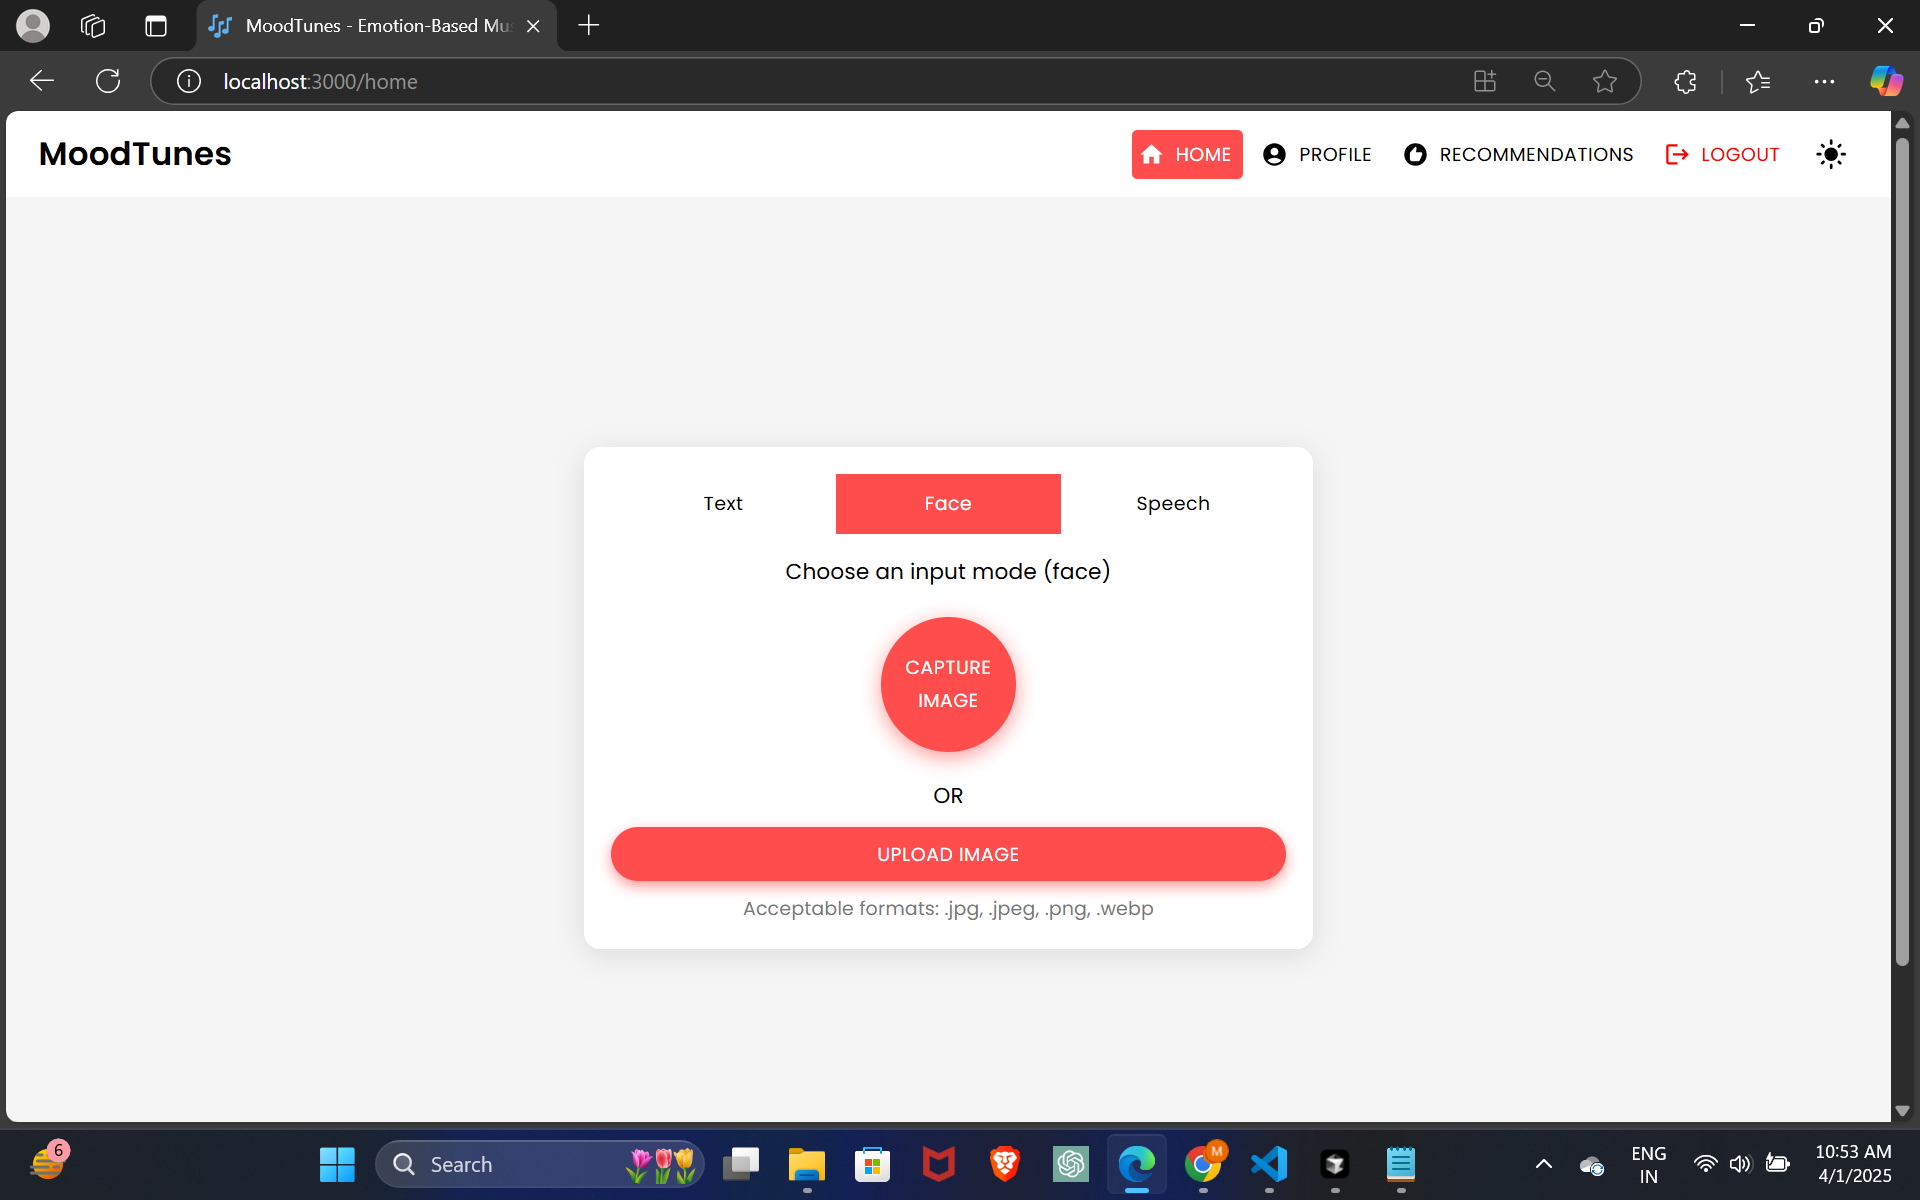 MoodTunes - Emotion-Based Mu
localhost:3000/home
MoodTunes
HOME
PROFILE
RECOMMENDATIONS
LOGOUT
Text
Face
Speech
Choose an input mode (face)
CAPTURE
IMAGE
OR
UPLOAD IMAGE
Acceptable formats: .jpg, .jpeg, .png, .webp
6
Search
M
ENG
IN
10:53 AM
4/1/2025